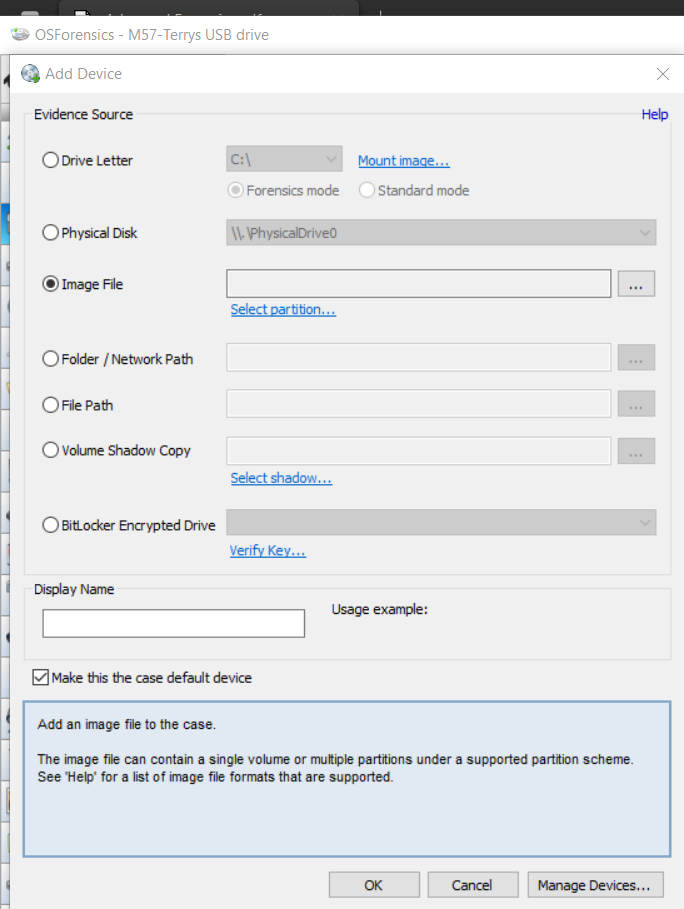 OSForensics - M57-Terrys USB drive
Add Device
Evidence Source
Help
Drive Letter
C:\
Mount image...
Forensics mode
Standard mode
Physical Disk
\\.\PhysicalDrive0
Image File
...
Select partition...
Folder / Network Path
...
File Path
...
Volume Shadow Copy
...
Select shadow...
BitLocker Encrypted Drive
Verify Key...
Display Name
Usage example:
Make this the case default device
Add an image file to the case.
The image file can contain a single volume or multiple partitions under a supported partition scheme.
See 'Help' for a list of image file formats that are supported.
OK
Cancel
Manage Devices...